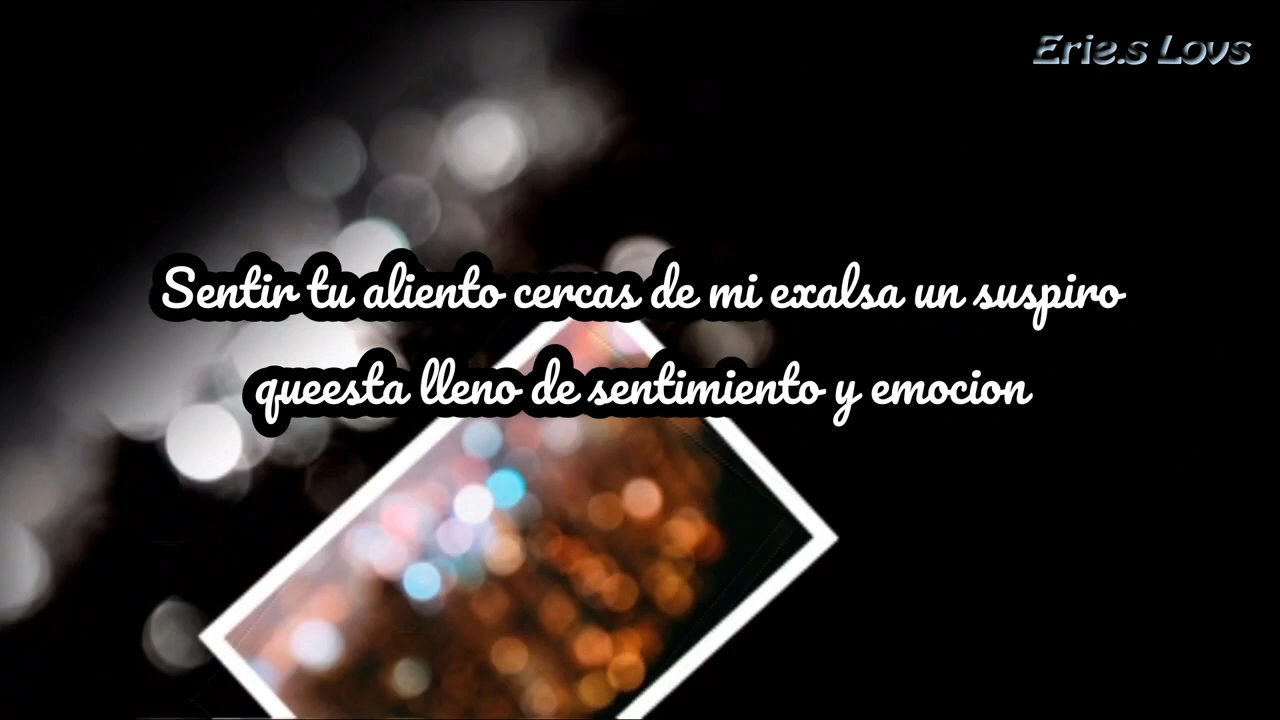 Erie.s Lovs
Sentir tu aliento cercas de mi exalsa un suspiro
queesta lleno de sentimiento y emocion